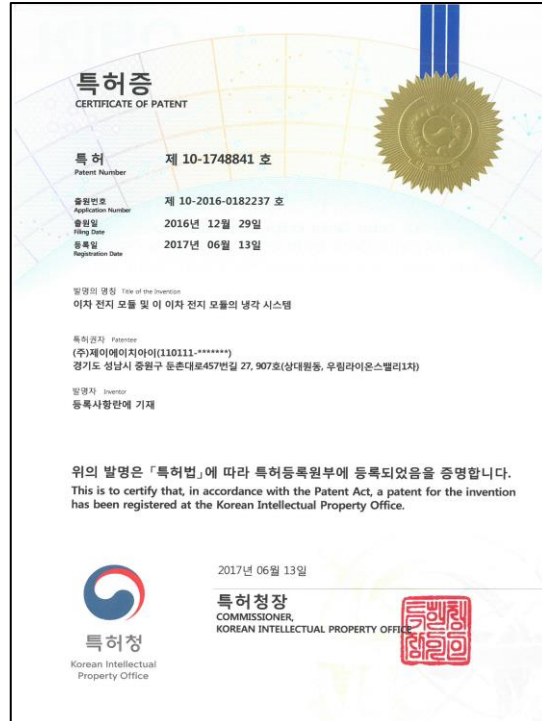 특허증
CERTIFICATE OF PATENT
특 허 제 10-1748841 호
Patent Number
출원번호 제 10-2016-0182237 호
Application Number
출원일 2016년 12월 29일
Filing Date
등록일 2017년 06월 13일
Registration Date
발명의 명칭 Title of the Invention
이차 전지 모듈 및 이 이차 전지 모듈의 냉각 시스템
특허권자 Patentee
(주)제이에이치아이(110111-*******)
경기도 성남시 중원구 둔촌대로457번길 27, 907호(상대원동, 우림라이온스밸리1차)
발명자 Inventor
등록사항란에 기재
위의 발명은 「특허법」에 따라 특허등록원부에 등록되었음을 증명합니다.
This is to certify that, in accordance with the Patent Act, a patent for the invention
has been registered at the Korean Intellectual Property Office.
2017년 06월 13일
특허청장
COMMISSIONER,
KOREAN INTELLECTUAL PROPERTY OFFICE
특허청
Korean Intellectual
Property Office